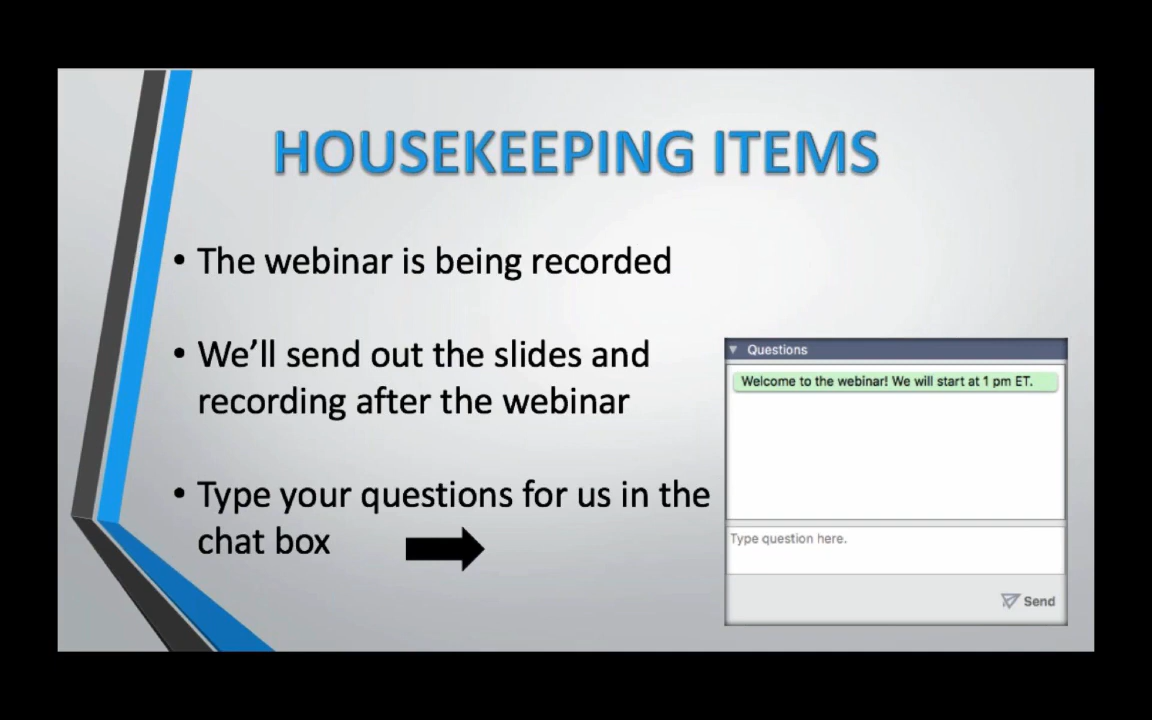 HOUSEKEEPING ITEMS
• The webinar is being recorded
• We’ll send out the slides and
recording after the webinar
• Type your questions for us in the
chat box
Questions
Welcome to the webinar! We will start at 1 pm ET.
Type question here.
Send